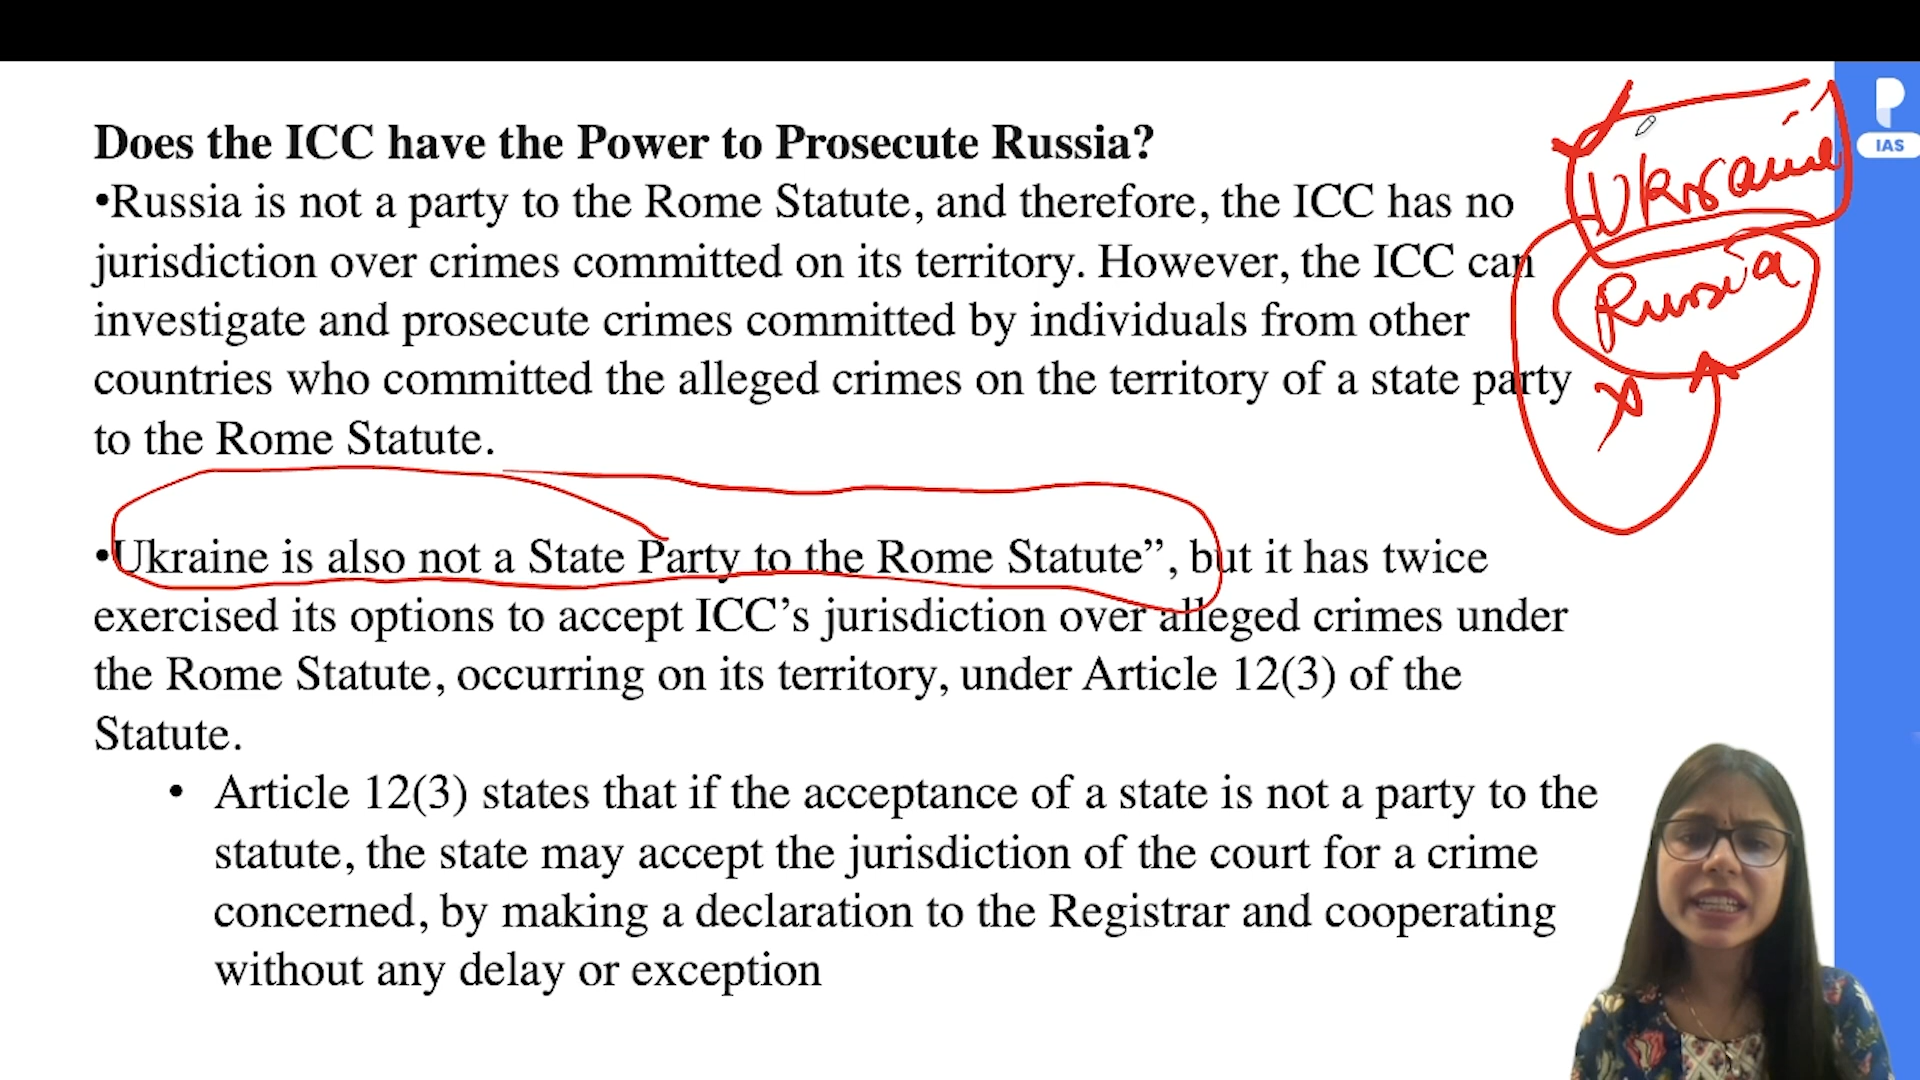 Does the ICC have the Power to Prosecute Russia?
•Russia is not a party to the Rome Statute, and therefore, the ICC has no
jurisdiction over crimes committed on its territory. However, the ICC can
investigate and prosecute crimes committed by individuals from other
countries who committed the alleged crimes on the territory of a state party
to the Rome Statute.
•Ukraine is also not a State Party to the Rome Statute”, but it has twice
exercised its options to accept ICC’s jurisdiction over alleged crimes under
the Rome Statute, occurring on its territory, under Article 12(3) of the
Statute.
• Article 12(3) states that if the acceptance of a state is not a party to the
statute, the state may accept the jurisdiction of the court for a crime
concerned, by making a declaration to the Registrar and cooperating
without any delay or exception
Ukraine
Russia
P
IAS